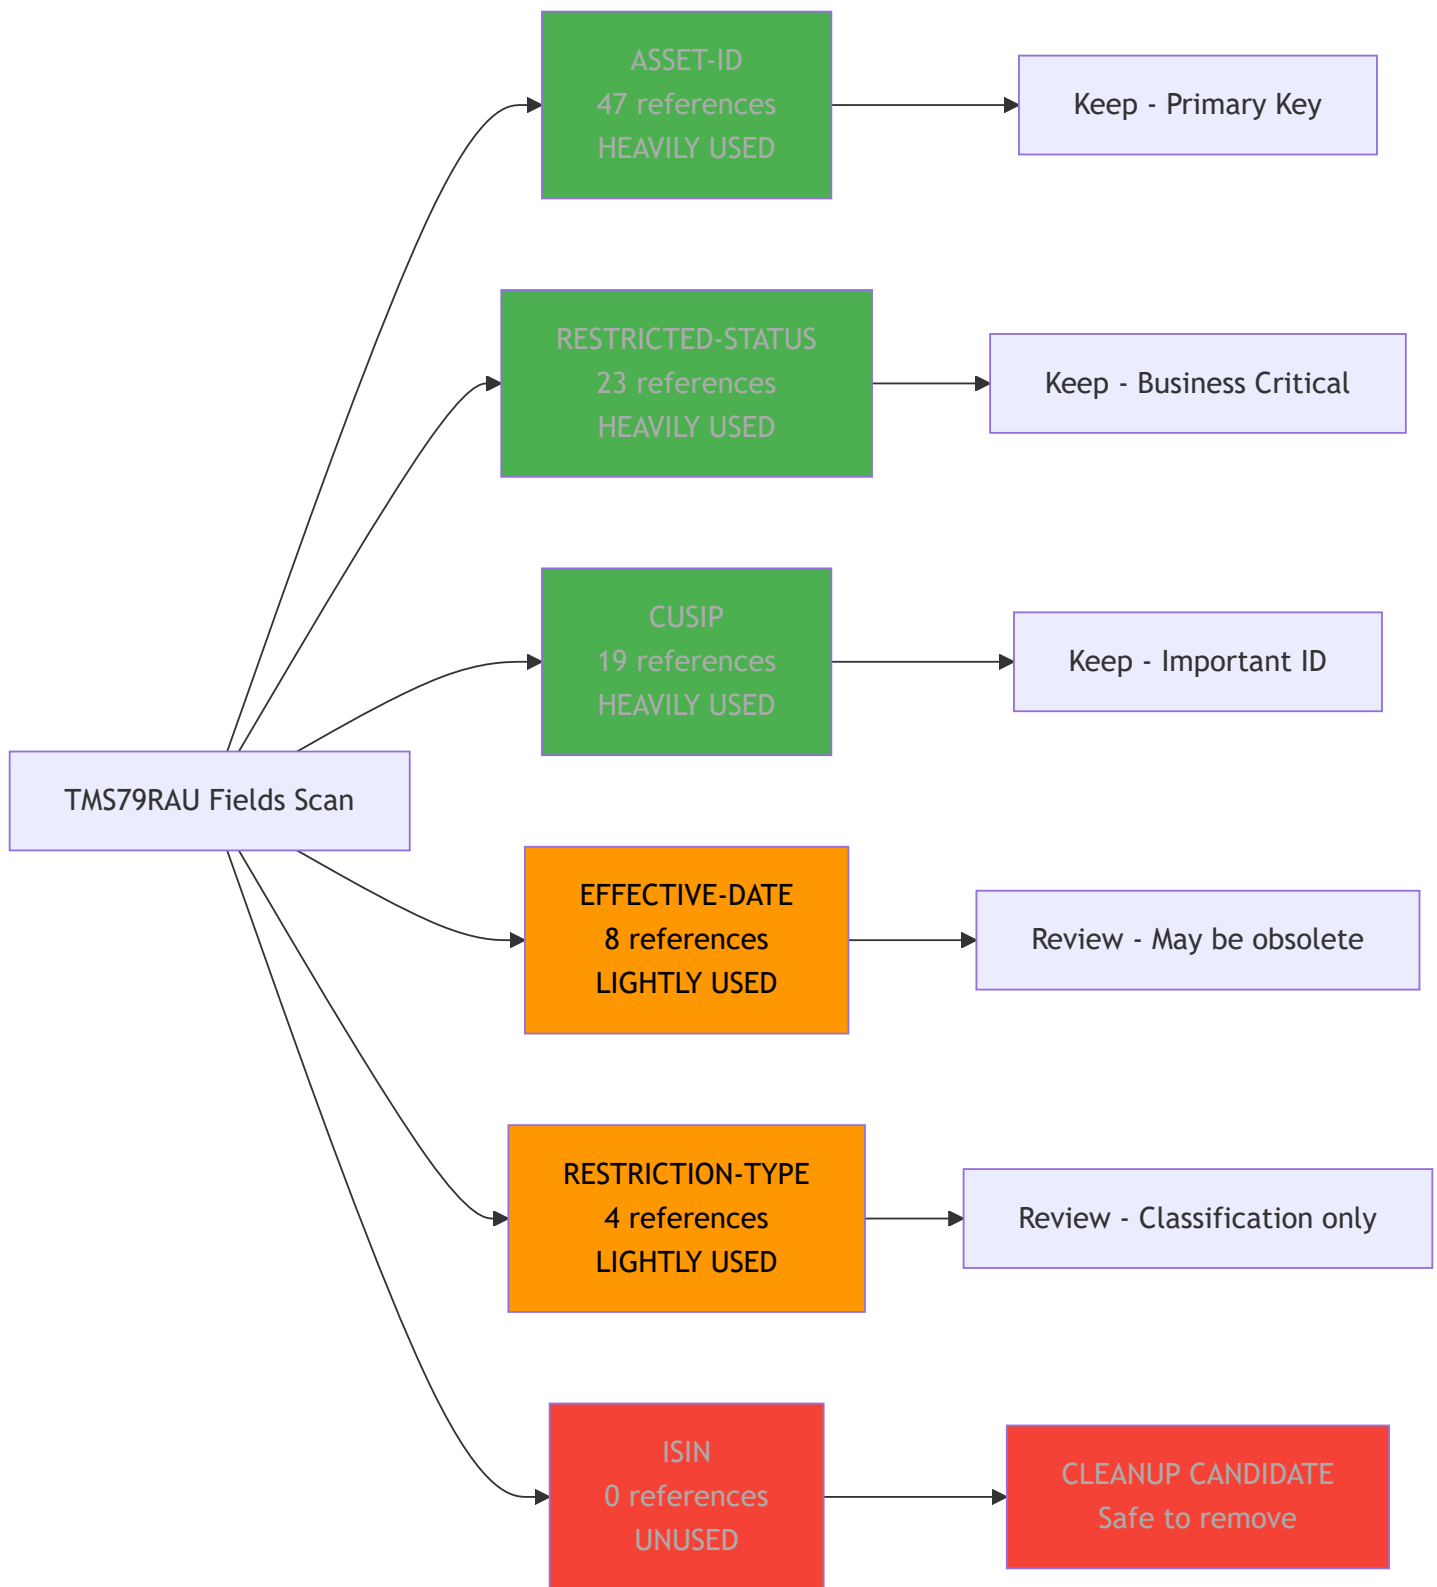 ASSET-ID
47 references
HEAVILY USED
Keep - Primary Key
RESTRICTED-STATUS
23 references
HEAVILY USED
Keep - Business Critical
CUSIP
19 references
HEAVILY USED
Keep - Important ID
TMS79RAU Fields Scan
EFFECTIVE-DATE
8 references
LIGHTLY USED
Review - May be obsolete
RESTRICTION-TYPE
4 references
LIGHTLY USED
Review - Classification only
ISIN
0 references
UNUSED
CLEANUP CANDIDATE
Safe to remove